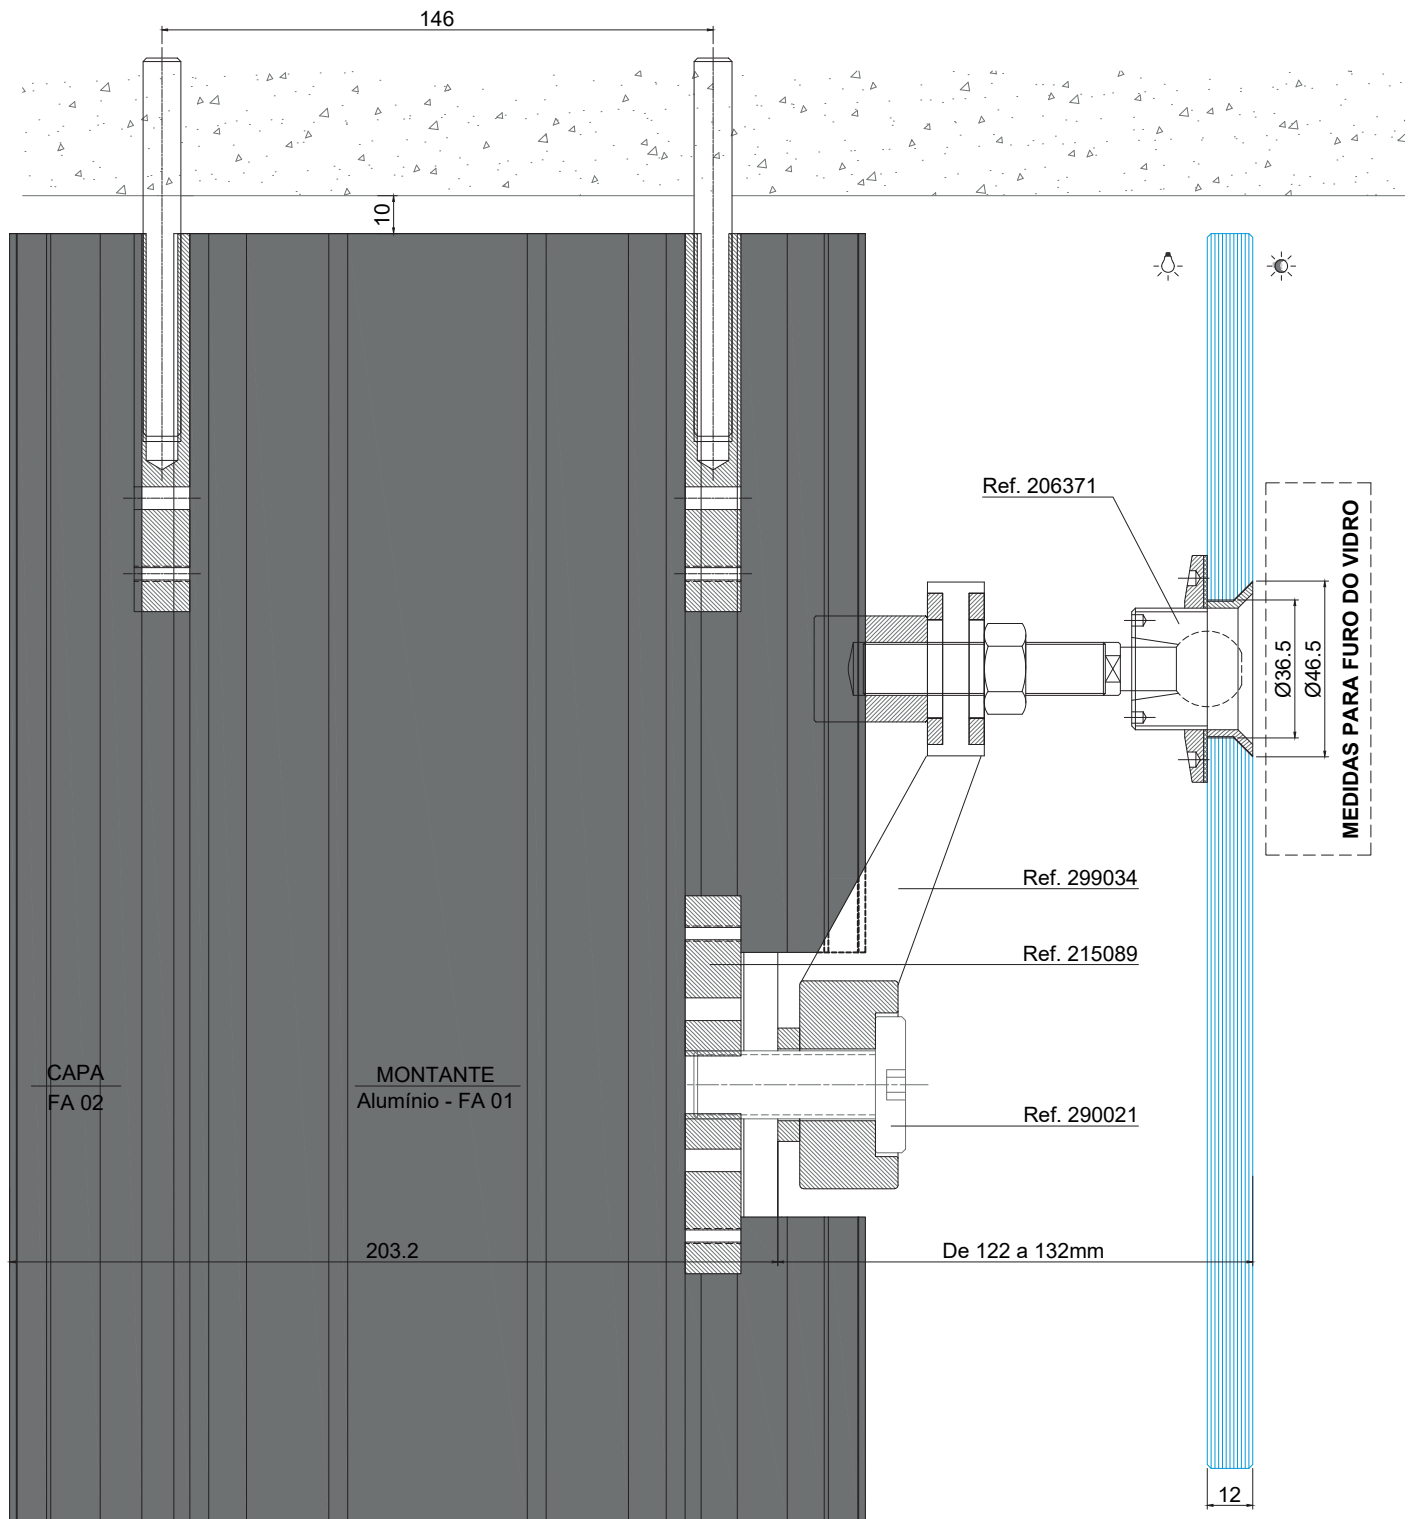 146
10
Ref. 206371
MEDIDAS PARA FURO DO VIDRO
Ø36.5
Ø46.5
Ref. 299034
Ref. 215089
CAPA
FA 02
MONTANTE
Alumínio - FA 01
Ref. 290021
203.2
De 122 a 132mm
12